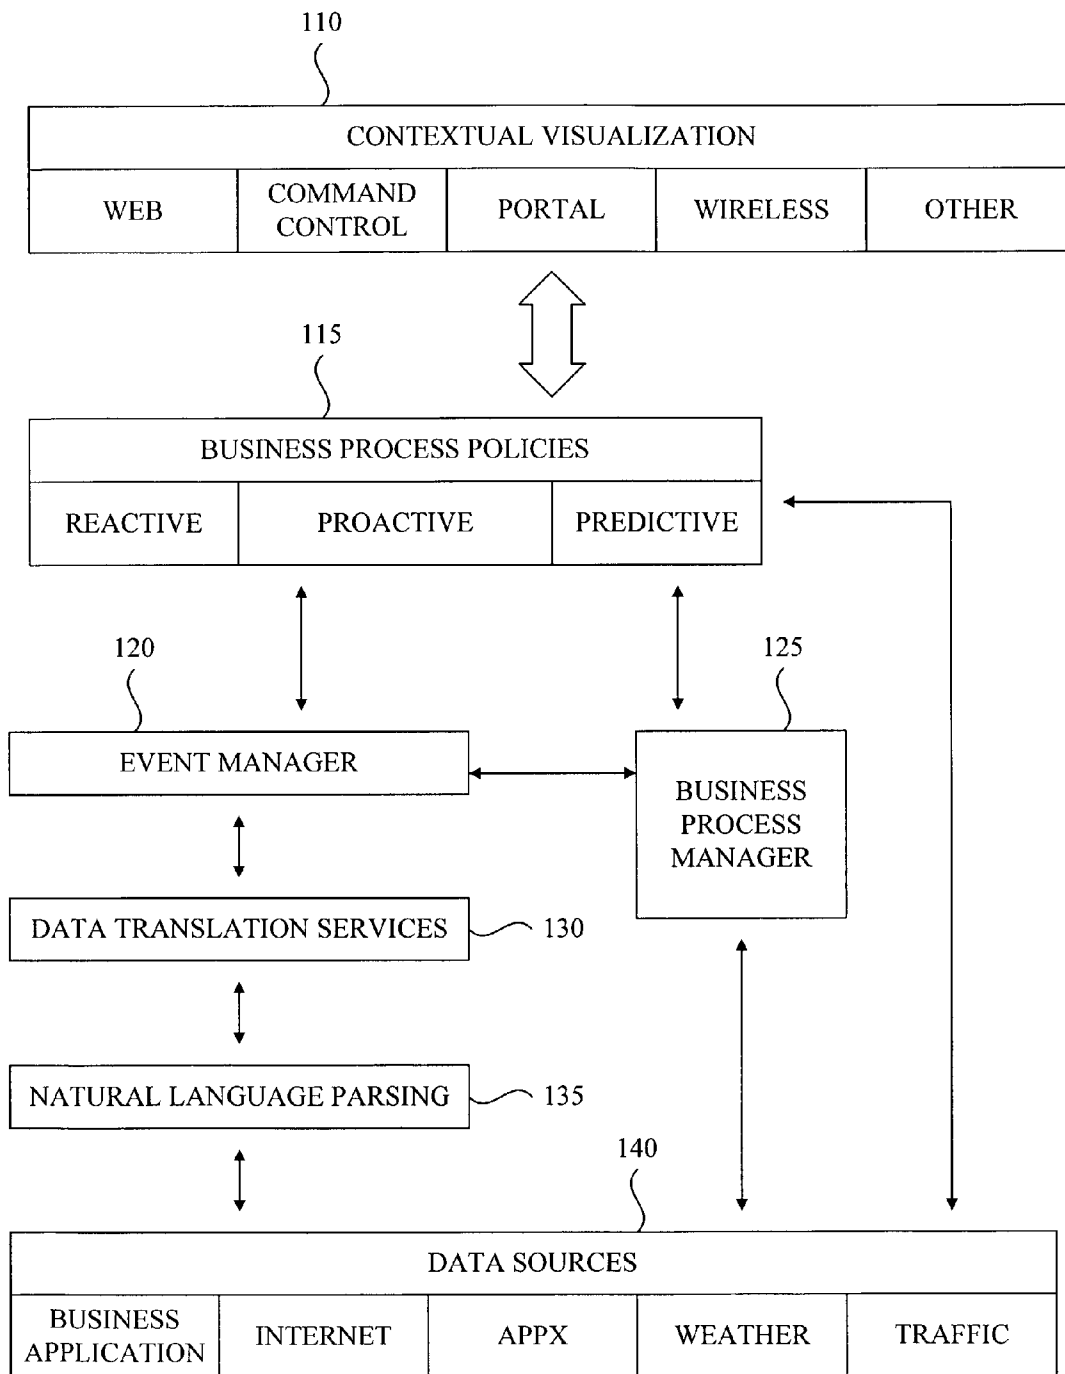 110
CONTEXTUAL VISUALIZATION
WEB
COMMAND
CONTROL
PORTAL
WIRELESS
OTHER
115
BUSINESS PROCESS POLICIES
REACTIVE
PROACTIVE
PREDICTIVE
120
125
EVENT MANAGER
BUSINESS
PROCESS
MANAGER
DATA TRANSLATION SERVICES
130
NATURAL LANGUAGE PARSING
135
140
DATA SOURCES
BUSINESS
APPLICATION
INTERNET
APPX
WEATHER
TRAFFIC